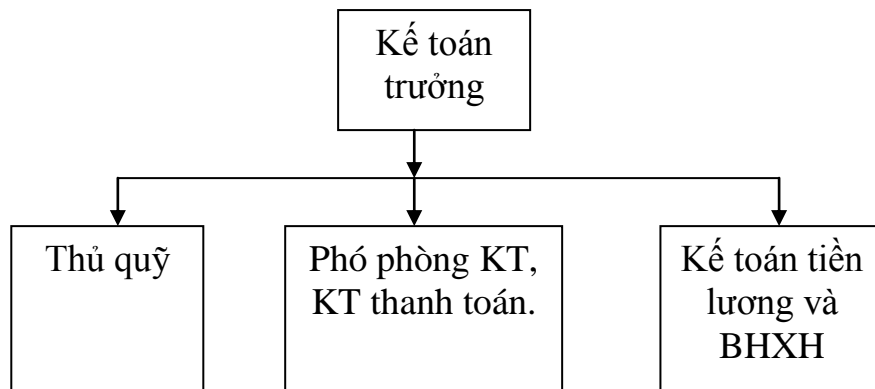 Kế toán
trưởng
Thủ quỹ
Phó phòng KT,
KT thanh toán.
Kế toán tiền
lương và
BHXH